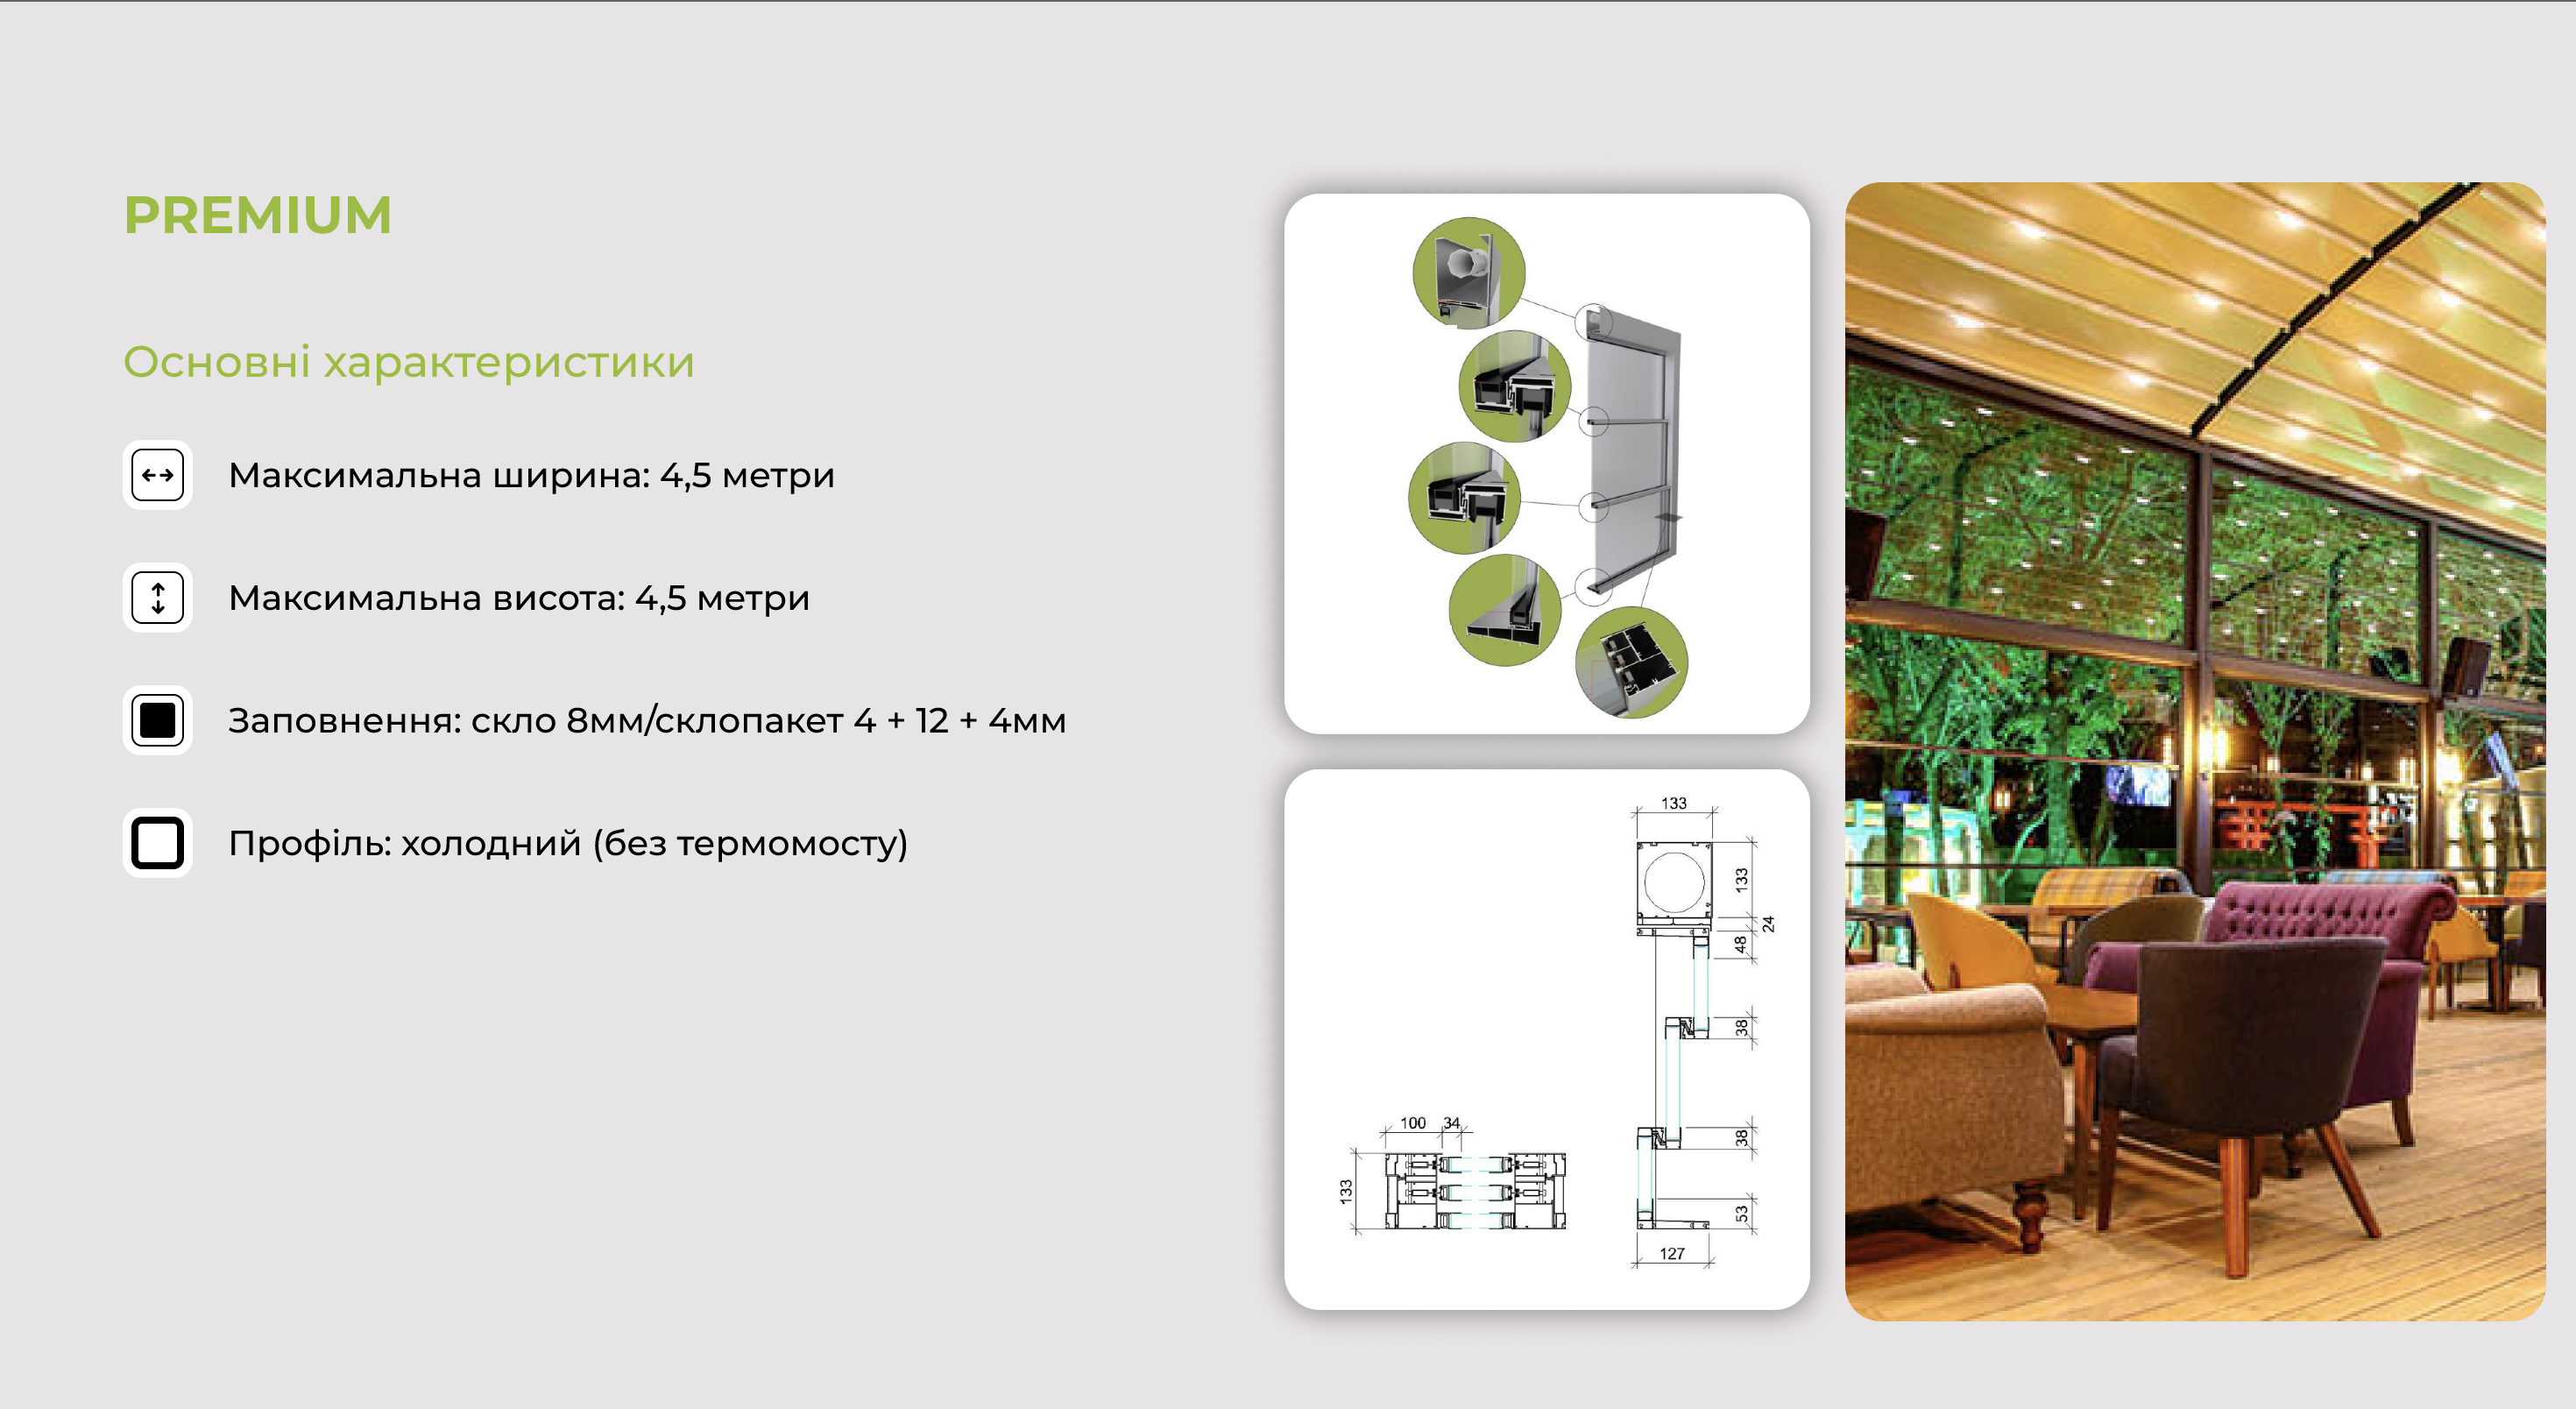 PREMIUM
Основні характеристики
Максимальна ширина: 4,5 метри
Максимальна висота: 4,5 метри
Заповнення: скло 8мм/склопакет 4 + 12 + 4мм
Профіль: холодний (без термомосту)
133
133
24
48
38
38
53
127
100 34
133